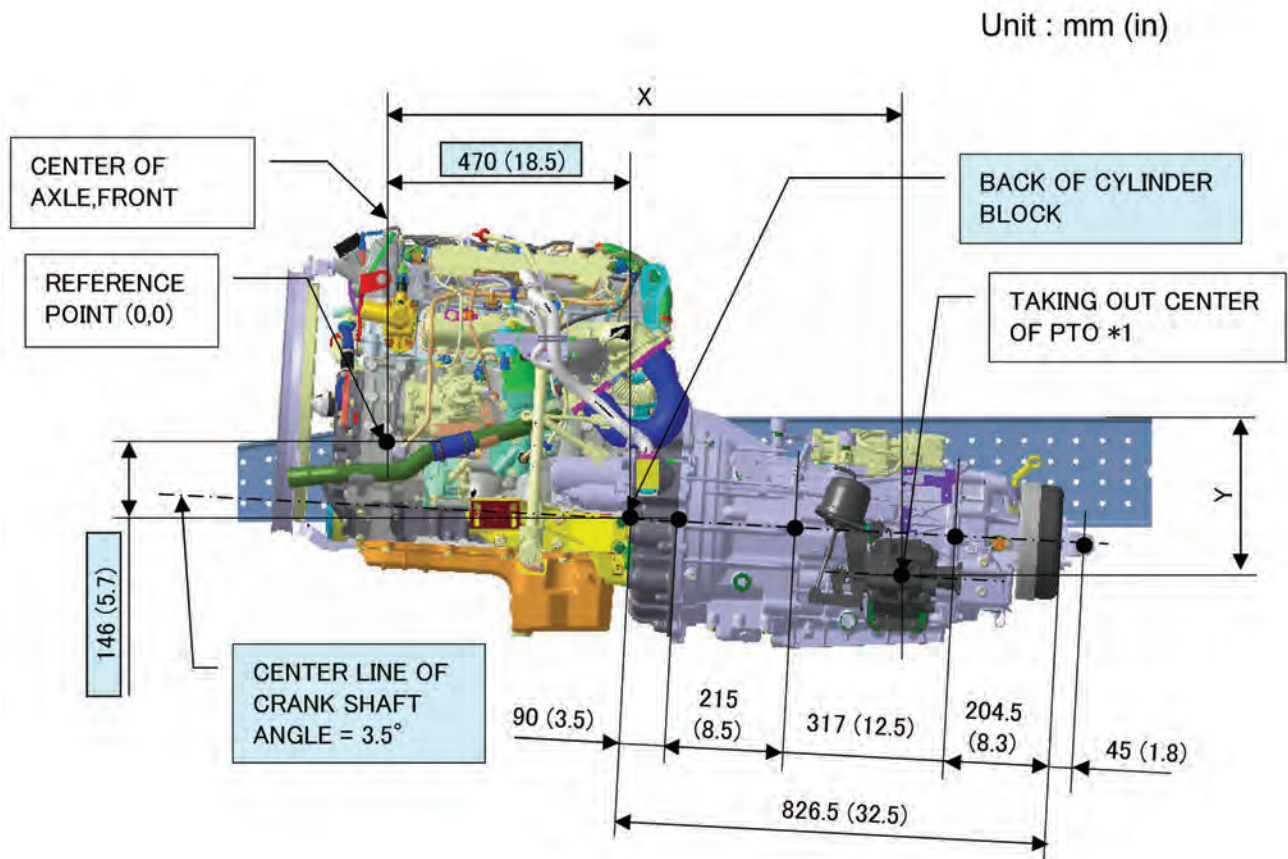 Unit : mm (in)
X
470 (18.5)
CENTER OF
AXLE,FRONT
BACK OF CYLINDER
BLOCK
REFERENCE
POINT (0,0)
TAKING OUT CENTER
OF PTO *1
Y
146 (5.7)
CENTER LINE OF
CRANK SHAFT
ANGLE = 3.5°
90 (3.5)
215
(8.5)
317 (12.5)
204.5
(8.3)
45 (1.8)
826.5 (32.5)